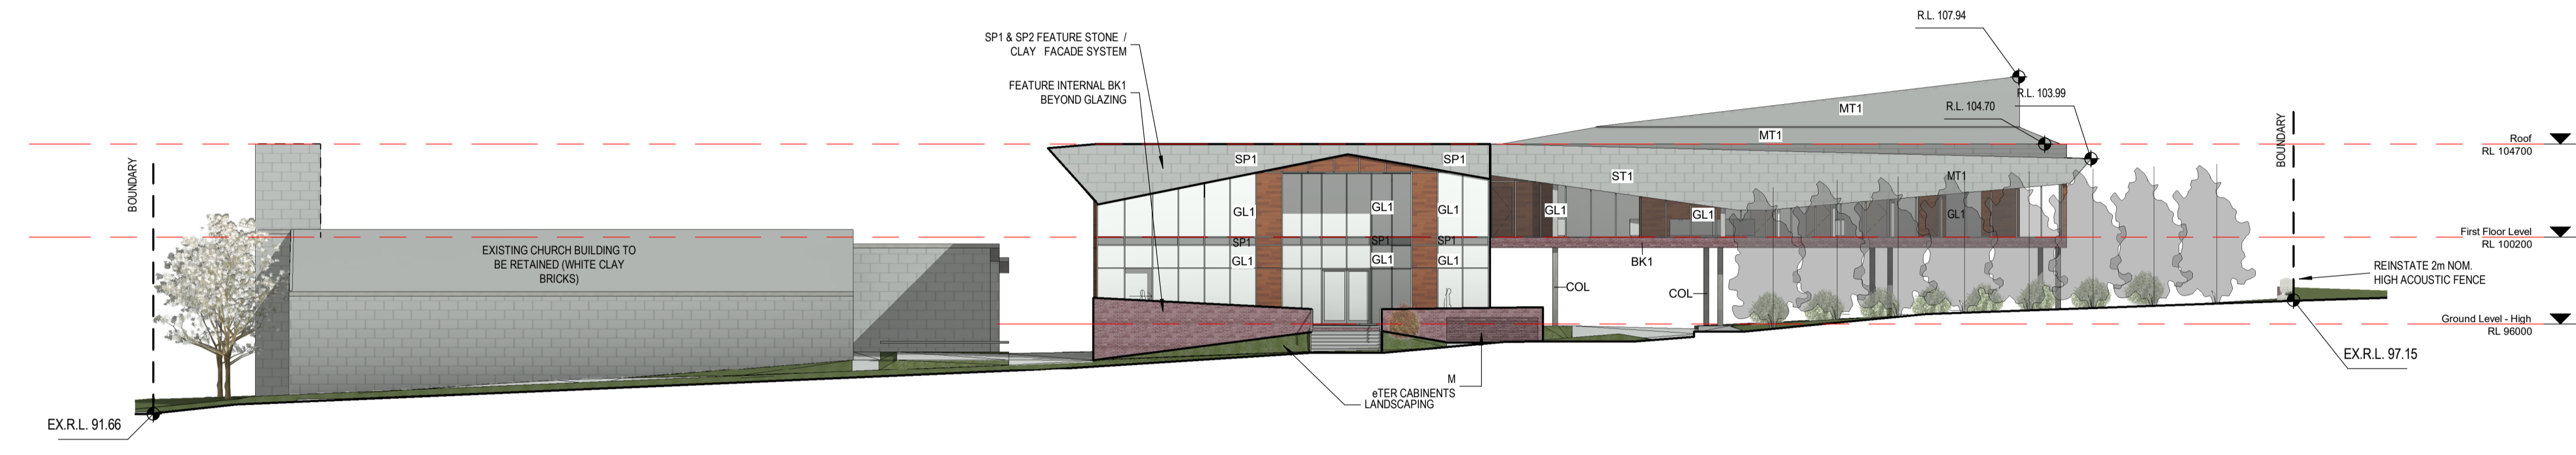 R.L. 107.94
SP1 & SP2 FEATURE STONE /
CLAY FACADE SYSTEM
FEATURE INTERNAL BK1
BEYOND GLAZING
R.L. 103.99
R.L. 104.70
MT1
MT1
BOUNDARY
BOUNDARY
Roof
RL 104700
SP1
SP1
ST1
MT1
GL1
GL1
GL1
GL1
GL1
GL1
EXISTING CHURCH BUILDING TO
BE RETAINED (WHITE CLAY
BRICKS)
SP1
SP1
SP1
First Floor Level
RL 100200
GL1
GL1
GL1
BK1
REINSTATE 2m NOM.
HIGH ACOUSTIC FENCE
COL
COL
Ground Level - High
RL 96000
EX.R.L. 97.15
M
eTER CABINENTS
LANDSCAPING
EX.R.L. 91.66